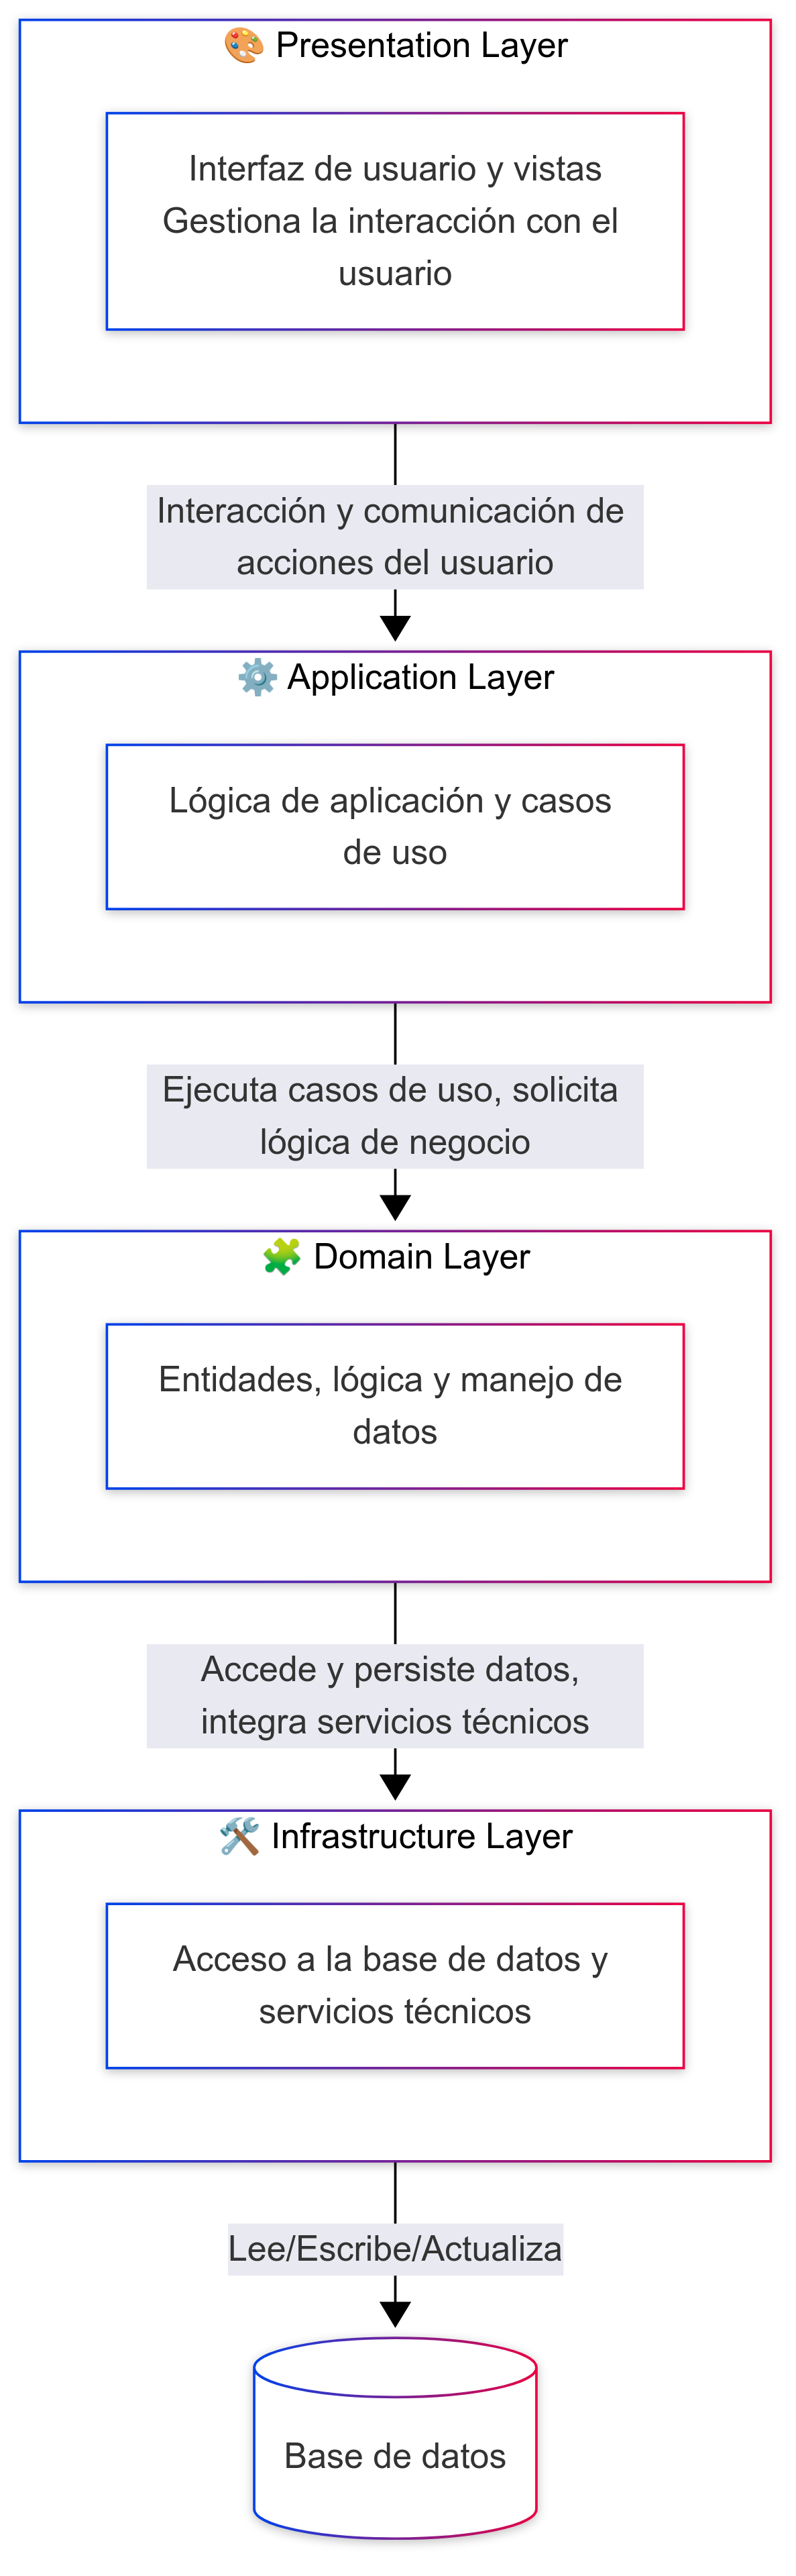 🎨 Presentation Layer
Interfaz de usuario y vistas
Gestiona la interacción con el
usuario
Interacción y comunicación de
acciones del usuario
⚙️ Application Layer
Lógica de aplicación y casos
de uso
Ejecuta casos de uso, solicita
lógica de negocio
🧩 Domain Layer
Entidades, lógica y manejo de
datos
Accede y persiste datos,
integra servicios técnicos
🛠️ Infrastructure Layer
Acceso a la base de datos y
servicios técnicos
Lee/Escribe/Actualiza
Base de datos